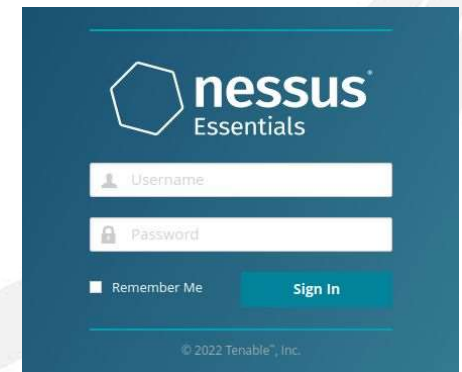 nessus®
Essentials
Username
Password
Remember Me Sign In
© 2022 Tenable™, Inc.